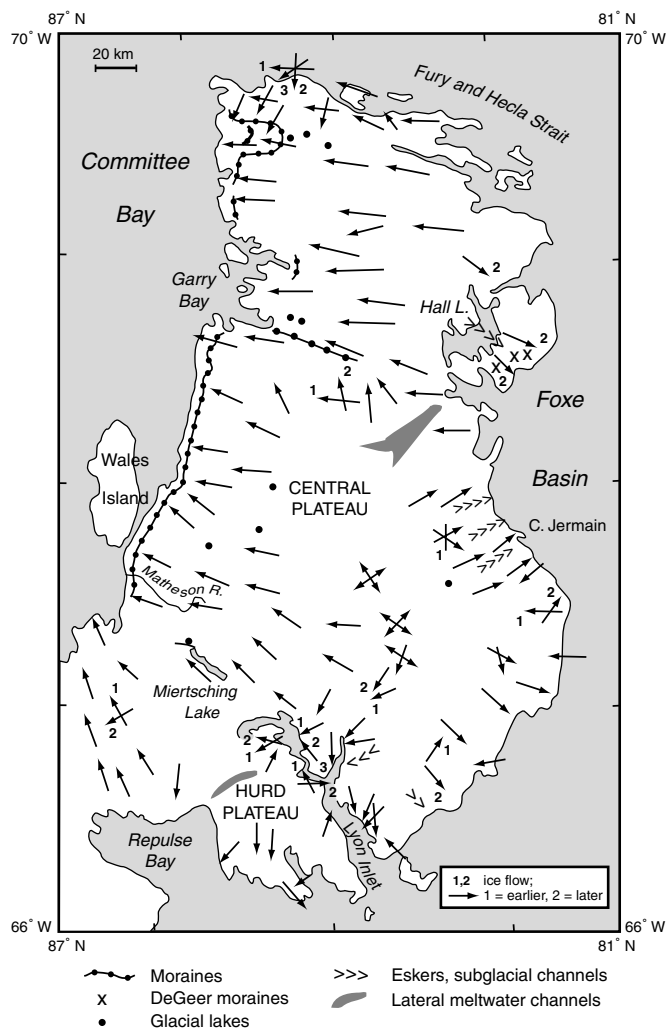 87° N
81° N
70° W
70° W
20 km
1
3
2
Fury and Hecla Strait
Committee
Bay
2
Garry
Bay
Hall L.
2
X
X
X
2
2
1
Foxe
Basin
Wales
Island
CENTRAL
PLATEAU
C. Jermain
1
Matheson R.
2
1
2
1
1
2
Miertsching
Lake
1
2
2
1
1
3
2
1
2
HURD
PLATEAU
Lyon Inlet
Repulse
Bay
1,2 ice flow;
1 = earlier, 2 = later
66° W
66° W
87° N
81° N
Moraines
>>> Eskers, subglacial channels
X DeGeer moraines
Lateral meltwater channels
Glacial lakes